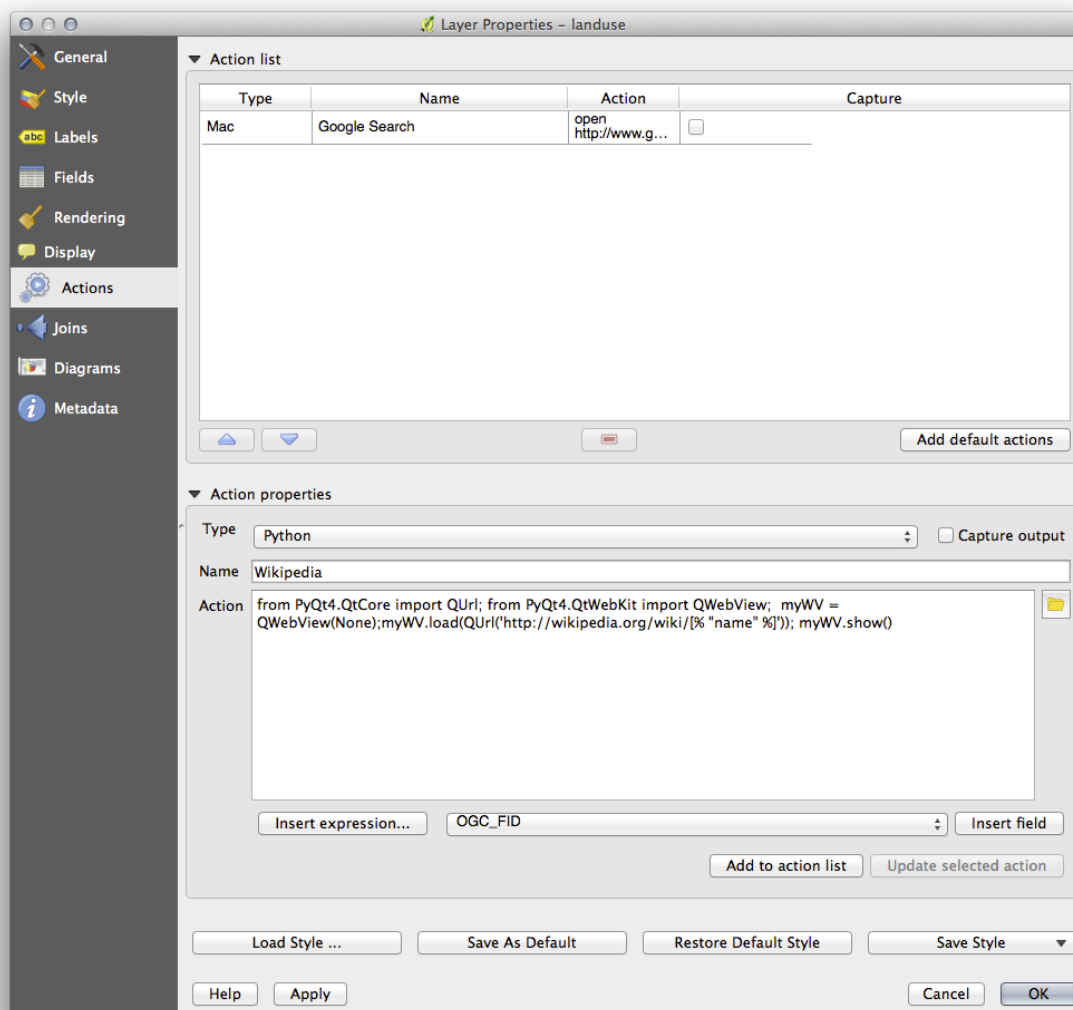 Layer Properties – landuse
General
Style
abc Labels
Fields
Rendering
Display
Actions
Joins
Diagrams
Metadata
Action list
Type Name Action Capture
Mac Google Search open
http://www.g...
Add default actions
Action properties
Type Python Capture output
Name Wikipedia
Action from PyQt4.QtCore import QUrl; from PyQt4.QtWebKit import QWebView;  myWV =
QWebView(None);myWV.load(QUrl('http://wikipedia.org/wiki/[% "name" %]')); myWV.show()
Insert expression... OGC_FID Insert field
Add to action list Update selected action
Load Style ... Save As Default Restore Default Style Save Style
Help Apply Cancel OK